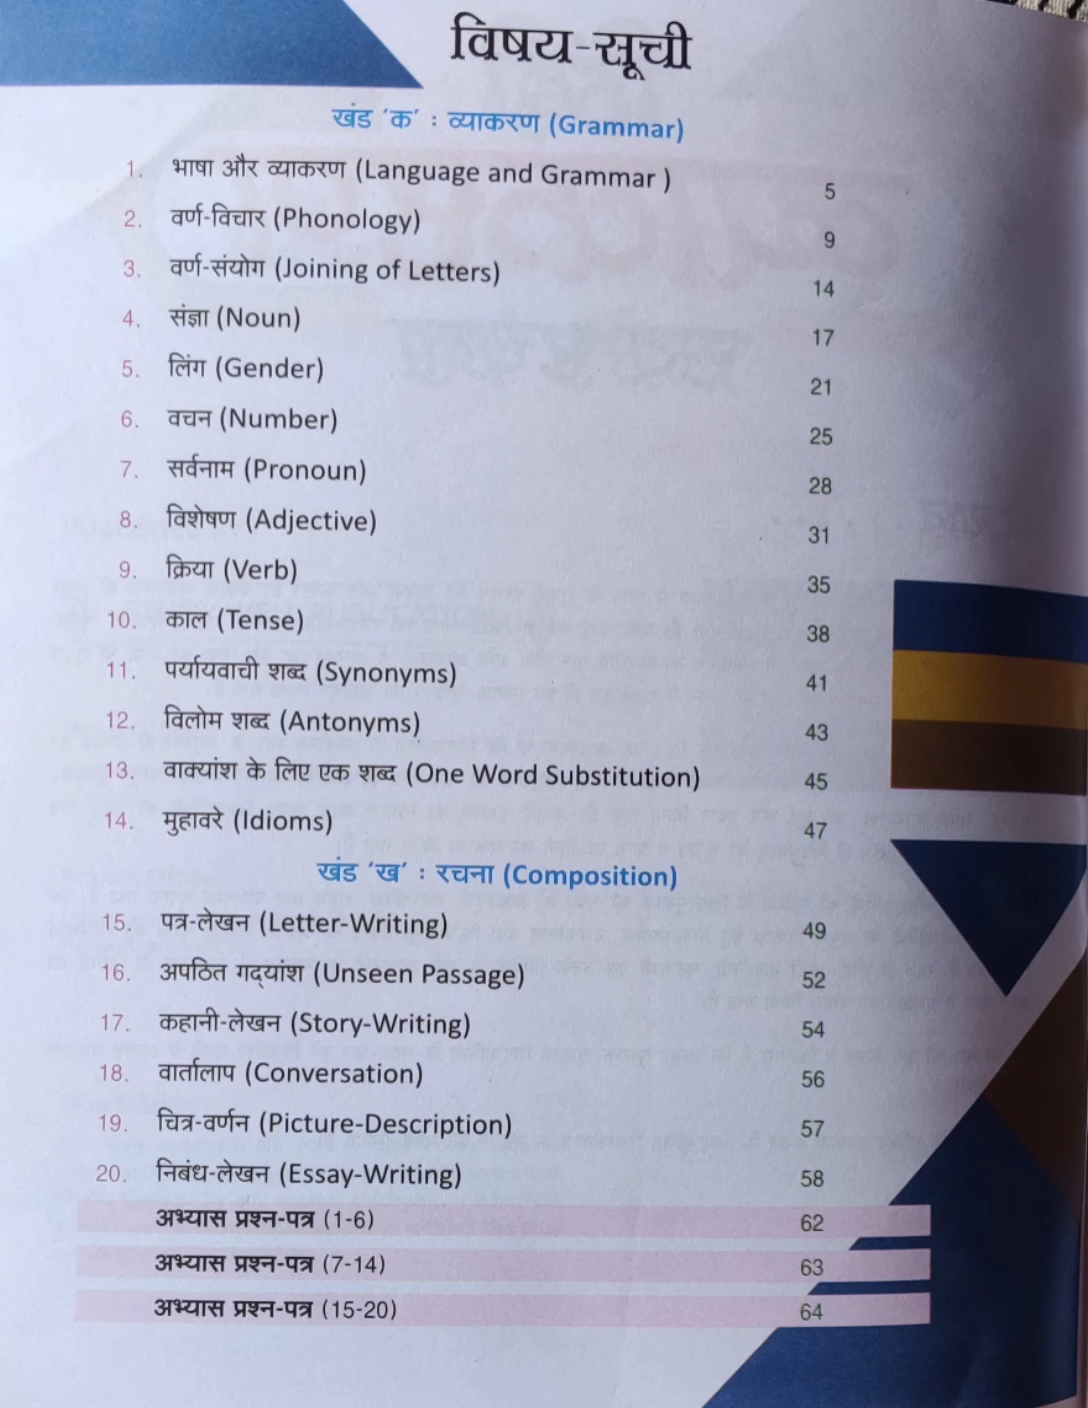 विषय-सूची
खंड ‘क’ : व्याकरण (Grammar)
1. भाषा और व्याकरण (Language and Grammar ) 5
2. वर्ण-विचार (Phonology) 9
3. वर्ण-संयोग (Joining of Letters) 14
4. संज्ञा (Noun) 17
5. लिंग (Gender) 21
6. वचन (Number) 25
7. सर्वनाम (Pronoun) 28
8. विशेषण (Adjective) 31
9. क्रिया (Verb) 35
10. काल (Tense) 38
11. पर्यायवाची शब्द (Synonyms) 41
12. विलोम शब्द (Antonyms) 43
13. वाक्यांश के लिए एक शब्द (One Word Substitution) 45
14. मुहावरे (Idioms) 47
खंड ‘ख’ : रचना (Composition)
15. पत्र-लेखन (Letter-Writing) 49
16. अपठित गद्‌यांश (Unseen Passage) 52
17. कहानी-लेखन (Story-Writing) 54
18. वार्तालाप (Conversation) 56
19. चित्र-वर्णन (Picture-Description) 57
20. निबंध-लेखन (Essay-Writing) 58
अभ्यास प्रश्न-पत्र (1-6) 62
अभ्यास प्रश्न-पत्र (7-14) 63
अभ्यास प्रश्न-पत्र (15-20) 64